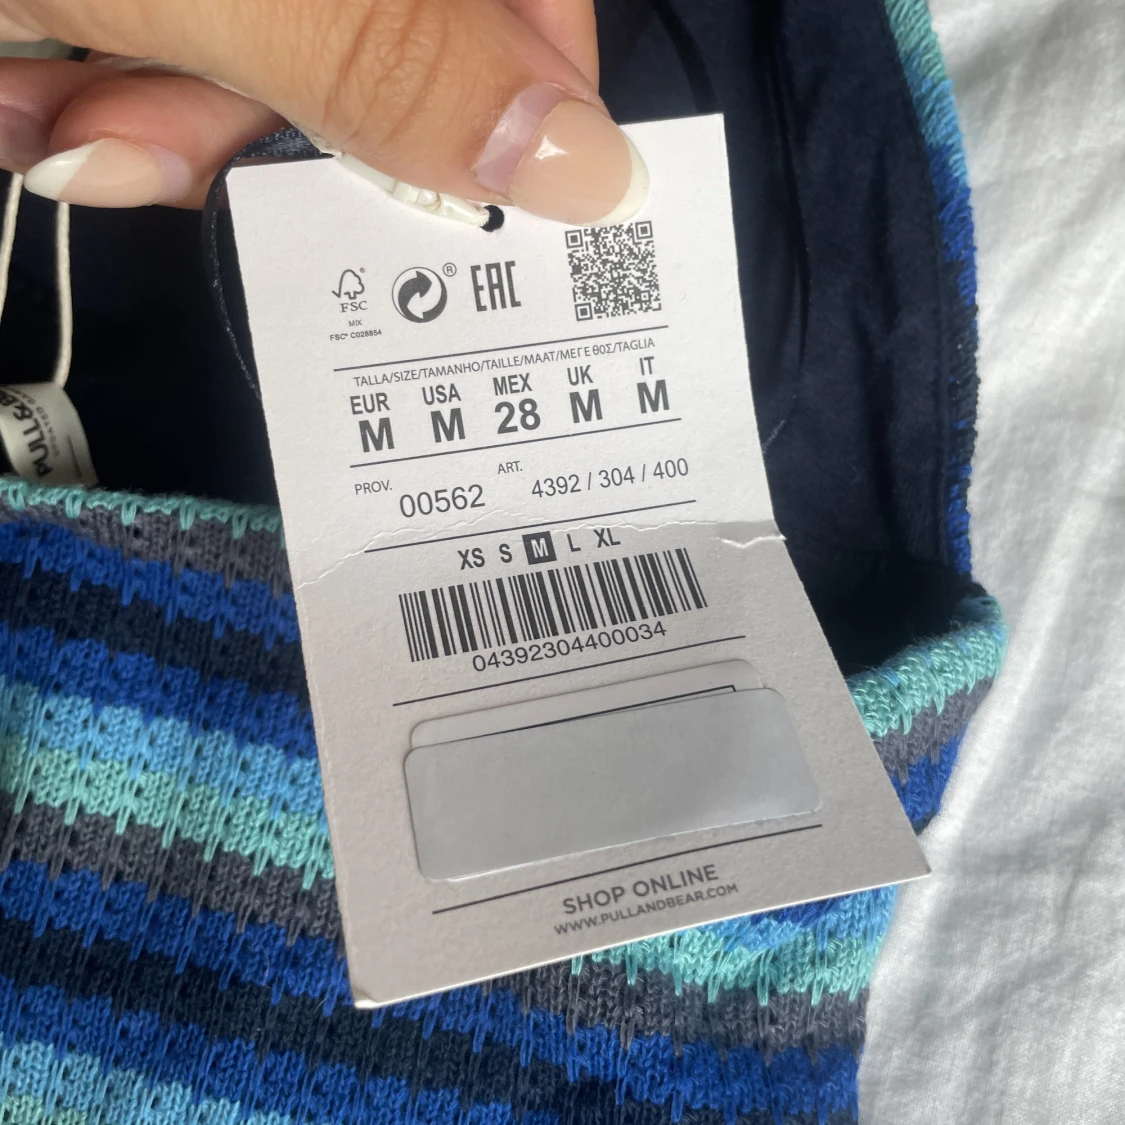 FSC
MIX
FSC® C028854
®
EAC
TALLA/SIZE/TAMANHO/TAILLE/MAAT/ΜΕΓΕΘΟΣ/TAGLIA
EUR USA MEX UK IT
M M 28 M M
PROV. 00562 ART. 4392 / 304 / 400
XS S M L XL
04392304400034
SHOP ONLINE
WWW.PULLANDBEAR.COM
PULL&B